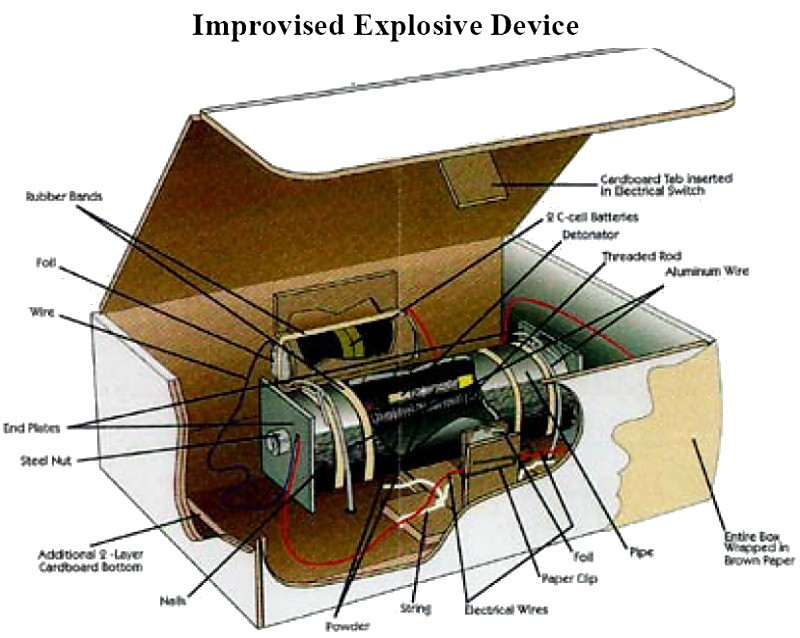 Improvised Explosive Device
Cardboard Tab Inserted
In Electrical Switch
Rubber Bands
2 C-cell Batteries
Detonator
Threaded Rod
Aluminum Wire
Foil
Wire
End Plates
Steel Nut
Additional 2 -Layer
Cardboard Bottom
Nails
Powder
String
Electrical Wires
Paper Clip
Foil
Pipe
Entire Box
Wrapped in
Brown Paper